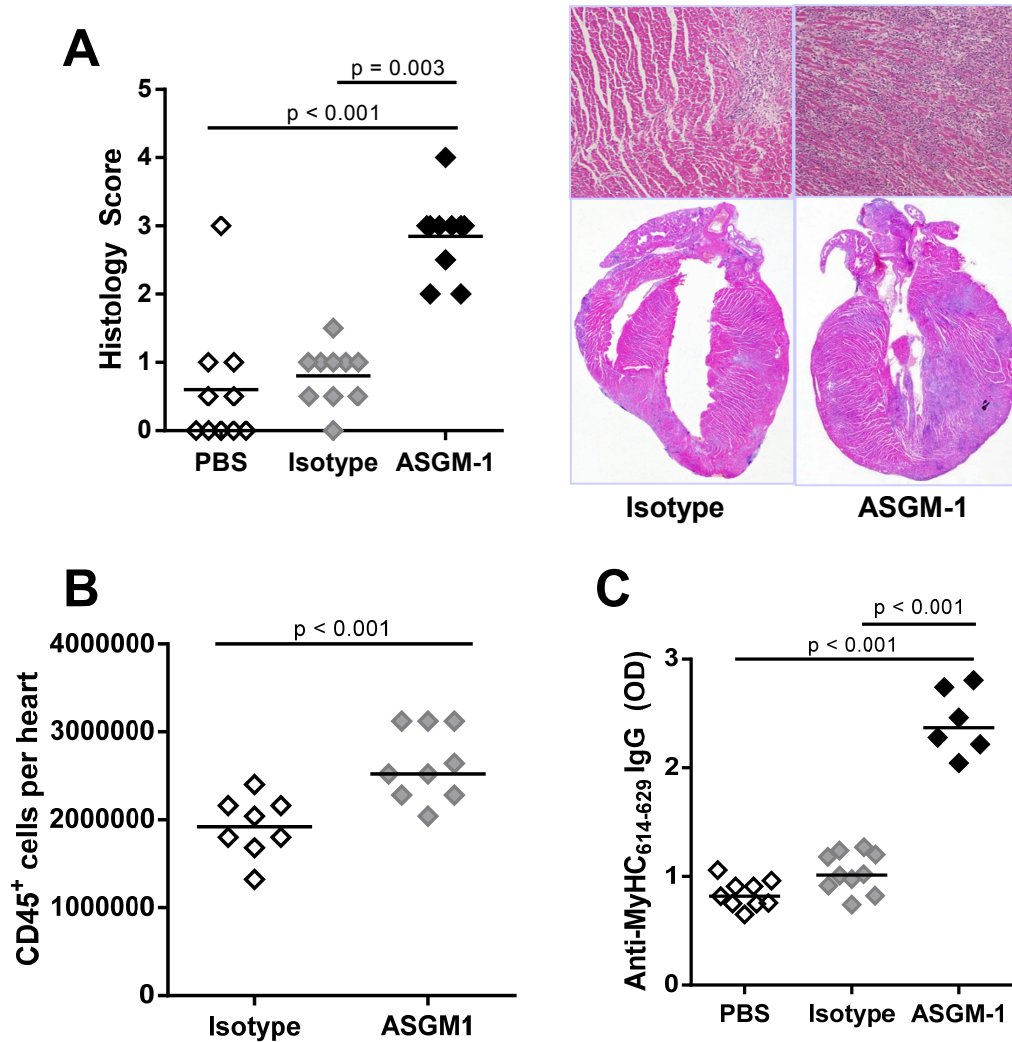 A
p = 0.003
p < 0.001
Histology Score
5
4
3
2
1
0
PBS Isotype ASGM-1
Isotype ASGM-1
B
p < 0.001
CD45+ cells per heart
4000000
3000000
2000000
1000000
0
Isotype ASGM1
C
p < 0.001
p < 0.001
Anti-MyHC614-629 IgG (OD)
3
2
1
0
PBS Isotype ASGM-1